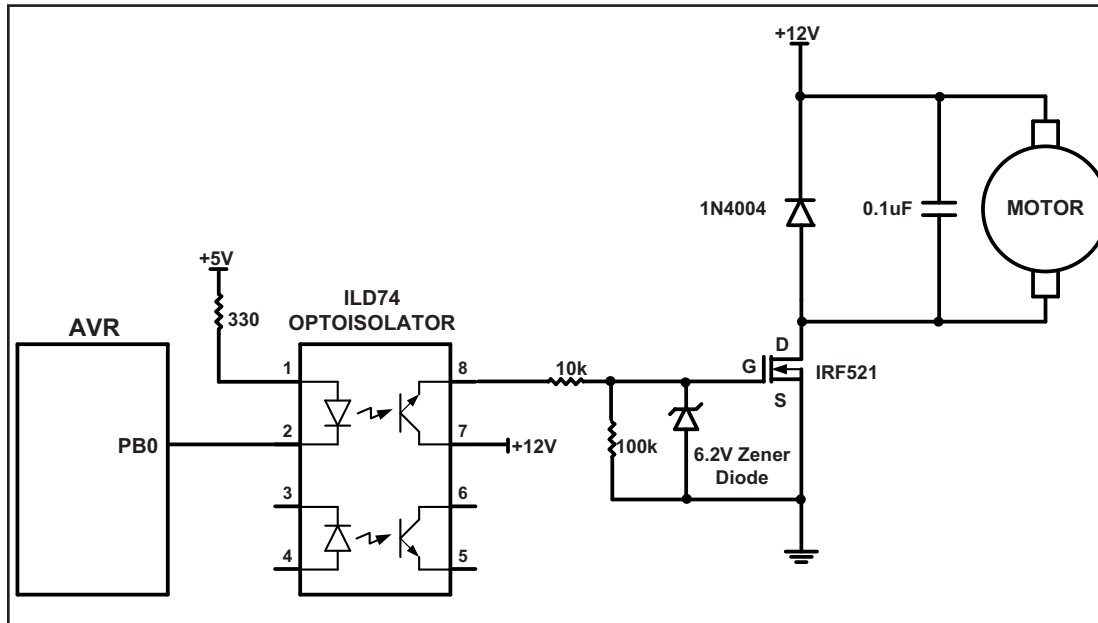 +12V
1N4004
0.1uF
MOTOR
+5V
330
ILD74
OPTOISOLATOR
AVR
1
8
10k
D
G
IRF521
S
PB0
2
7
+12V
100k
6.2V Zener
Diode
3
6
4
5